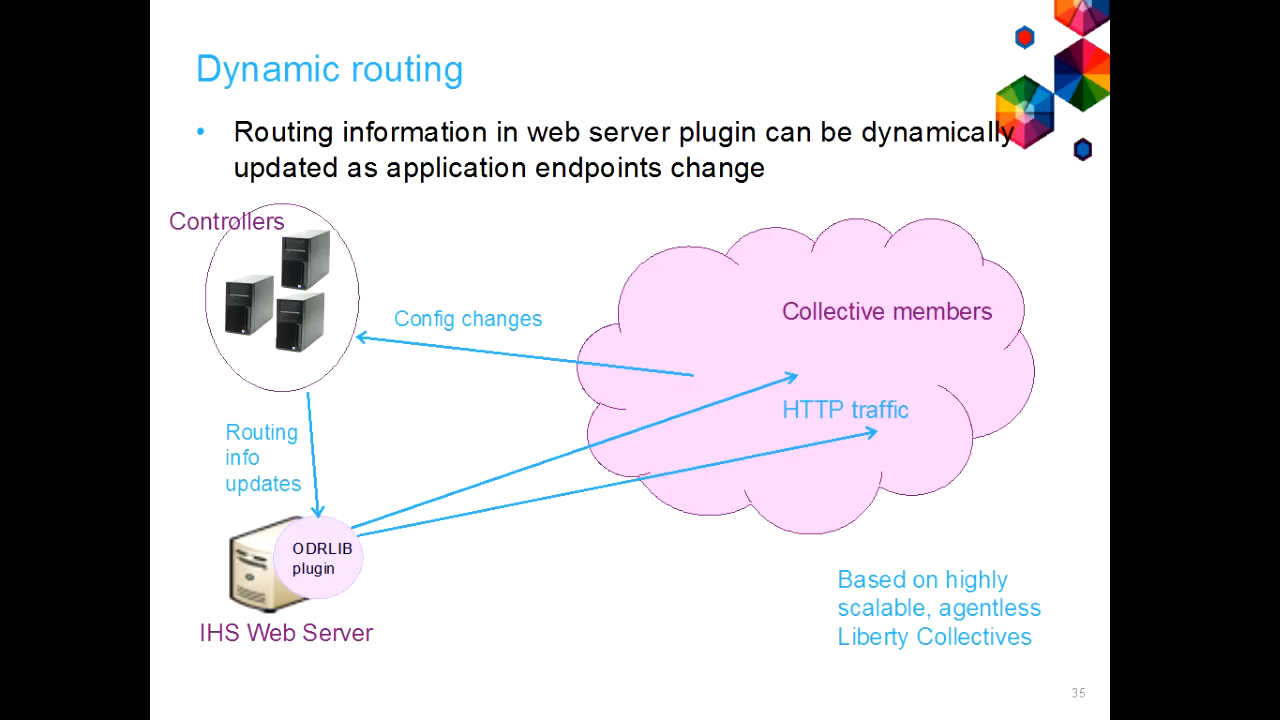 Dynamic routing
• Routing information in web server plugin can be dynamically
updated as application endpoints change
Controllers
Collective members
Config changes
HTTP traffic
Routing
info
updates
ODRLIB
plugin
IHS Web Server
Based on highly
scalable, agentless
Liberty Collectives
35